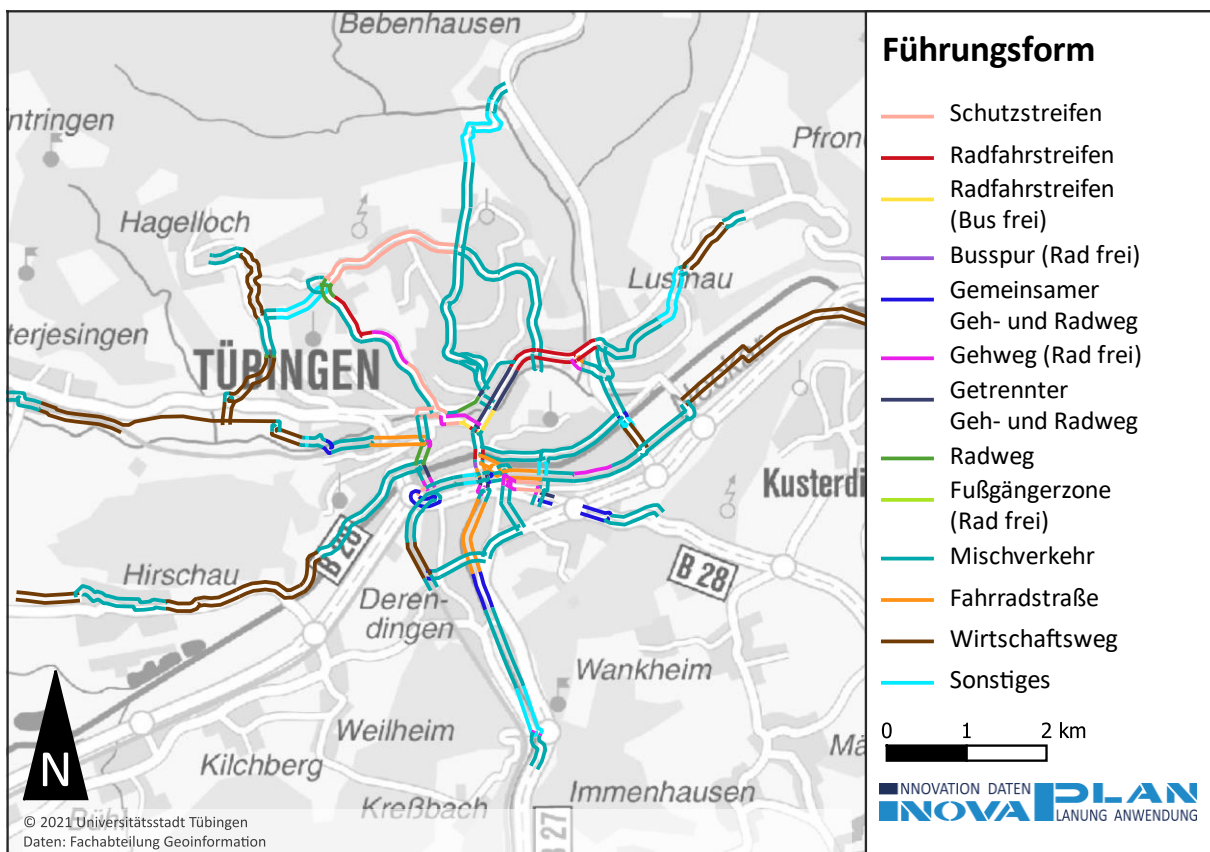 Bebenhausen
ntringen
Pfron
Hagelloch
Lustnau
terjesingen
TÜBINGEN
Kusterdi
B 28
Hirschau
B 28
Deren-
dingen
Wankheim
Weilheim
Kilchberg
Mä
Immenhausen
Kreßbach
Bühl
B 27
N
© 2021 Universitätsstadt Tübingen
Daten: Fachabteilung Geoinformation
Führungsform
Schutzstreifen
Radfahrstreifen
Radfahrstreifen
(Bus frei)
Busspur (Rad frei)
Gemeinsamer
Geh- und Radweg
Gehweg (Rad frei)
Getrennter
Geh- und Radweg
Radweg
Fußgängerzone
(Rad frei)
Mischverkehr
Fahrradstraße
Wirtschaftsweg
Sonstiges
0 1 2 km
INNOVATION DATEN
INOVAPLAN
PLANUNG ANWENDUNG